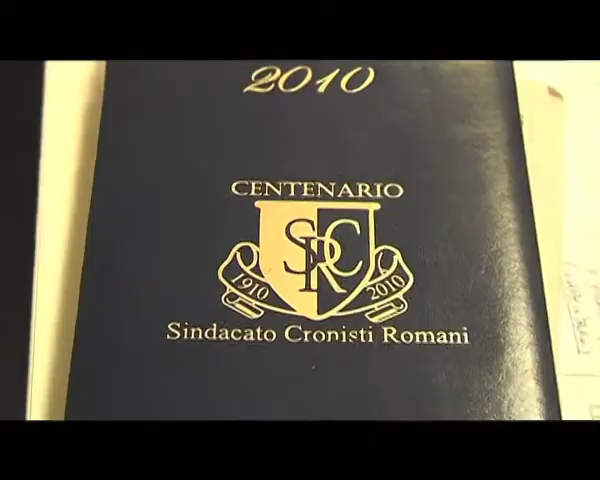 2010
CENTENARIO
SRC
1910
2010
Sindacato Cronisti Romani